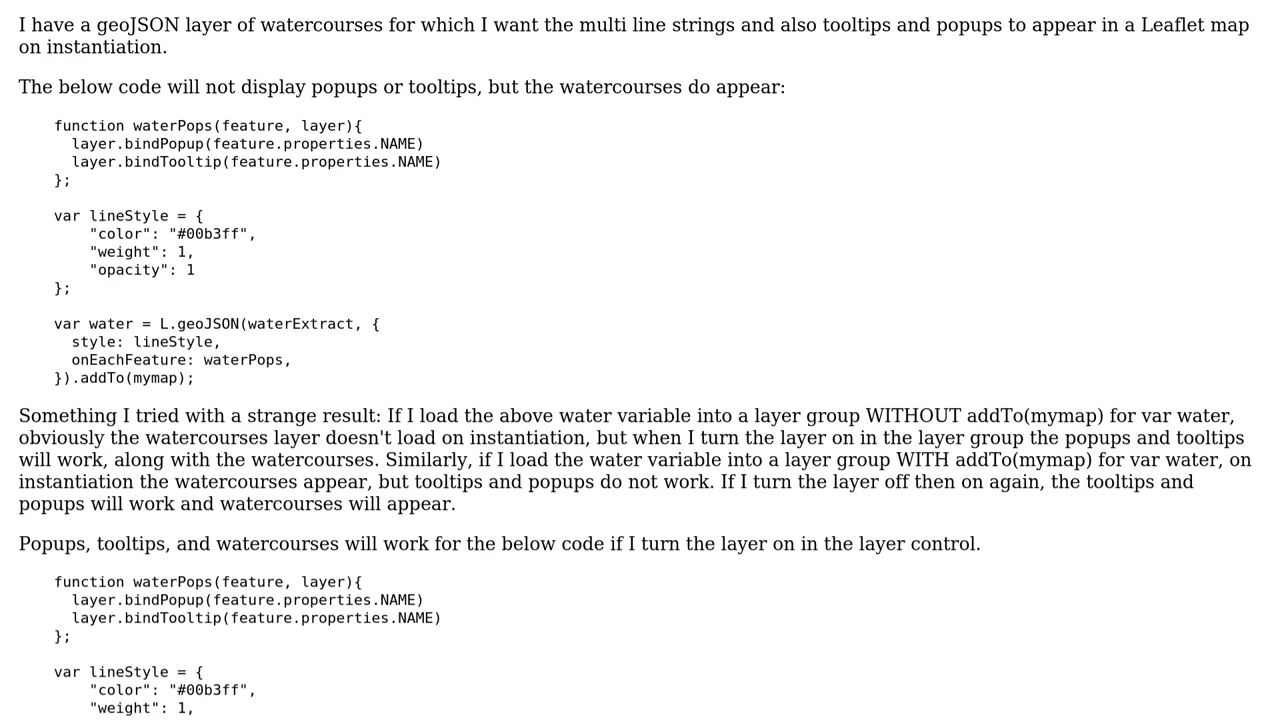 I have a geoJSON layer of watercourses for which I want the multi line strings and also tooltips and popups to appear in a Leaflet map
on instantiation.
The below code will not display popups or tooltips, but the watercourses do appear:
function waterPops(feature, layer){
  layer.bindPopup(feature.properties.NAME)
  layer.bindTooltip(feature.properties.NAME)
};
var lineStyle = {
    "color": "#00b3ff",
    "weight": 1,
    "opacity": 1
};
var water = L.geoJSON(waterExtract, {
  style: lineStyle,
  onEachFeature: waterPops,
}).addTo(mymap);
Something I tried with a strange result: If I load the above water variable into a layer group WITHOUT addTo(mymap) for var water,
obviously the watercourses layer doesn't load on instantiation, but when I turn the layer on in the layer group the popups and tooltips
will work, along with the watercourses. Similarly, if I load the water variable into a layer group WITH addTo(mymap) for var water, on
instantiation the watercourses appear, but tooltips and popups do not work. If I turn the layer off then on again, the tooltips and
popups will work and watercourses will appear.
Popups, tooltips, and watercourses will work for the below code if I turn the layer on in the layer control.
function waterPops(feature, layer){
  layer.bindPopup(feature.properties.NAME)
  layer.bindTooltip(feature.properties.NAME)
};
var lineStyle = {
    "color": "#00b3ff",
    "weight": 1,